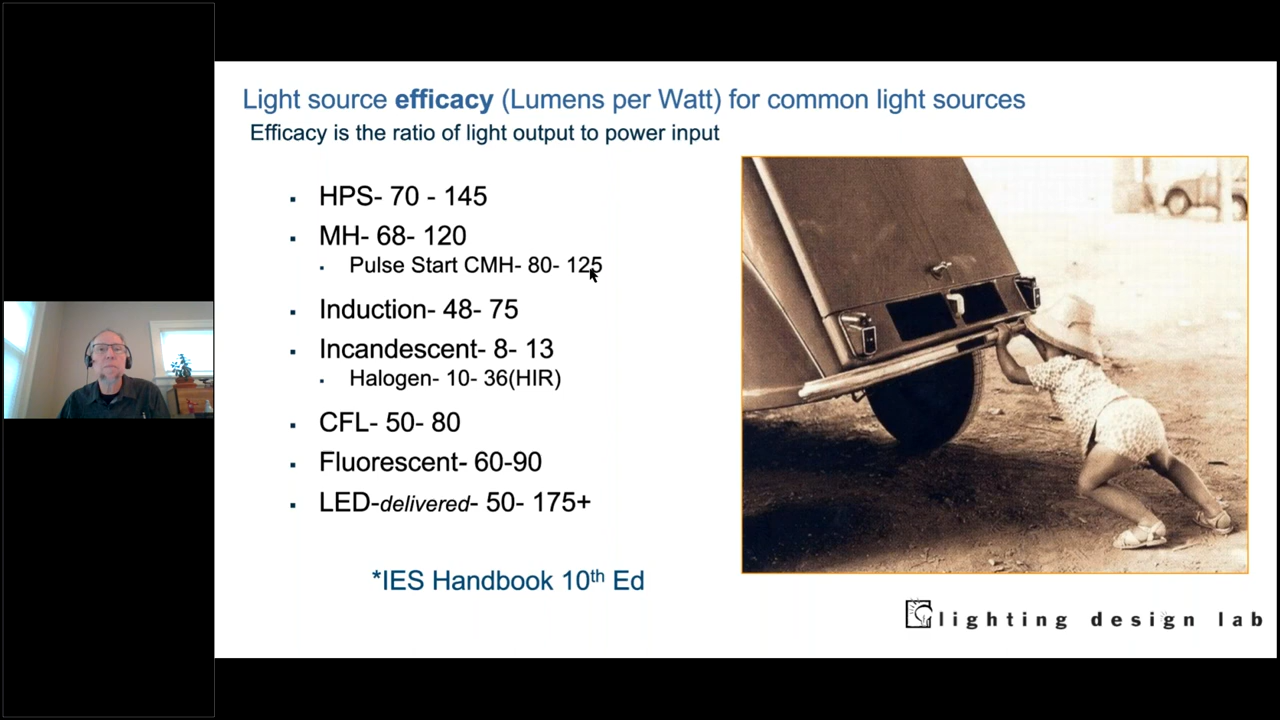 Light source efficacy (Lumens per Watt) for common light sources
Efficacy is the ratio of light output to power input
HPS- 70 - 145
MH- 68- 120
Pulse Start CMH- 80- 125
Induction- 48- 75
Incandescent- 8- 13
Halogen- 10- 36(HIR)
CFL- 50- 80
Fluorescent- 60-90
LED-delivered- 50- 175+
*IES Handbook 10th Ed
lighting design lab